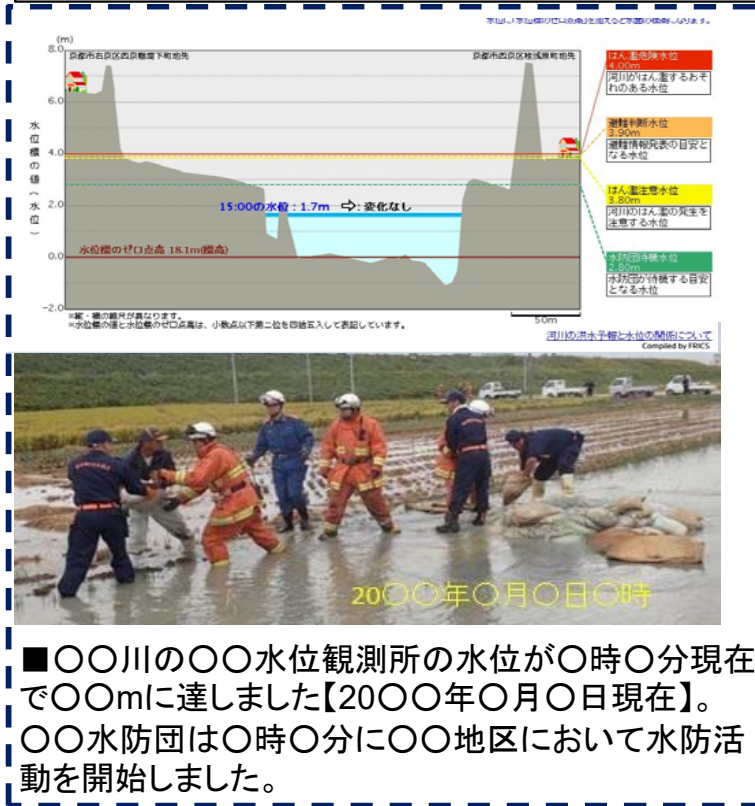 (m)
8.0
6.0
4.0
2.0
0.0
-2.0
水位標の値(水位)
京都市西京区桂浅原町地先
15:00の水位:1.7m ⇨:変化なし
水位標のゼロ点高 18.1m(標高)
はん濫危険水位
4.00m
河川がはん濫するおそ
れのある水位
避難判断水位
3.90m
避難情報発表の目安と
なる水位
はん濫注意水位
3.80m
河川のはん濫の発生を
注意する水位
水防団待機水位
2.80m
水防団が待機する目安
となる水位
50m
※縦・横の縮尺が異なります。
※水位標の値と水位標のゼロ点高は、小数点以下第二位を四捨五入して表記しています。
河川の洪水予報と水位の関係について
Compiled by FRICS
20〇〇年〇月〇日〇時
■〇〇川の〇〇水位観測所の水位が〇時〇分現在
で〇〇mに達しました【20〇〇年〇月〇日現在】。
〇〇水防団は〇時〇分に〇〇地区において水防活
動を開始しました。